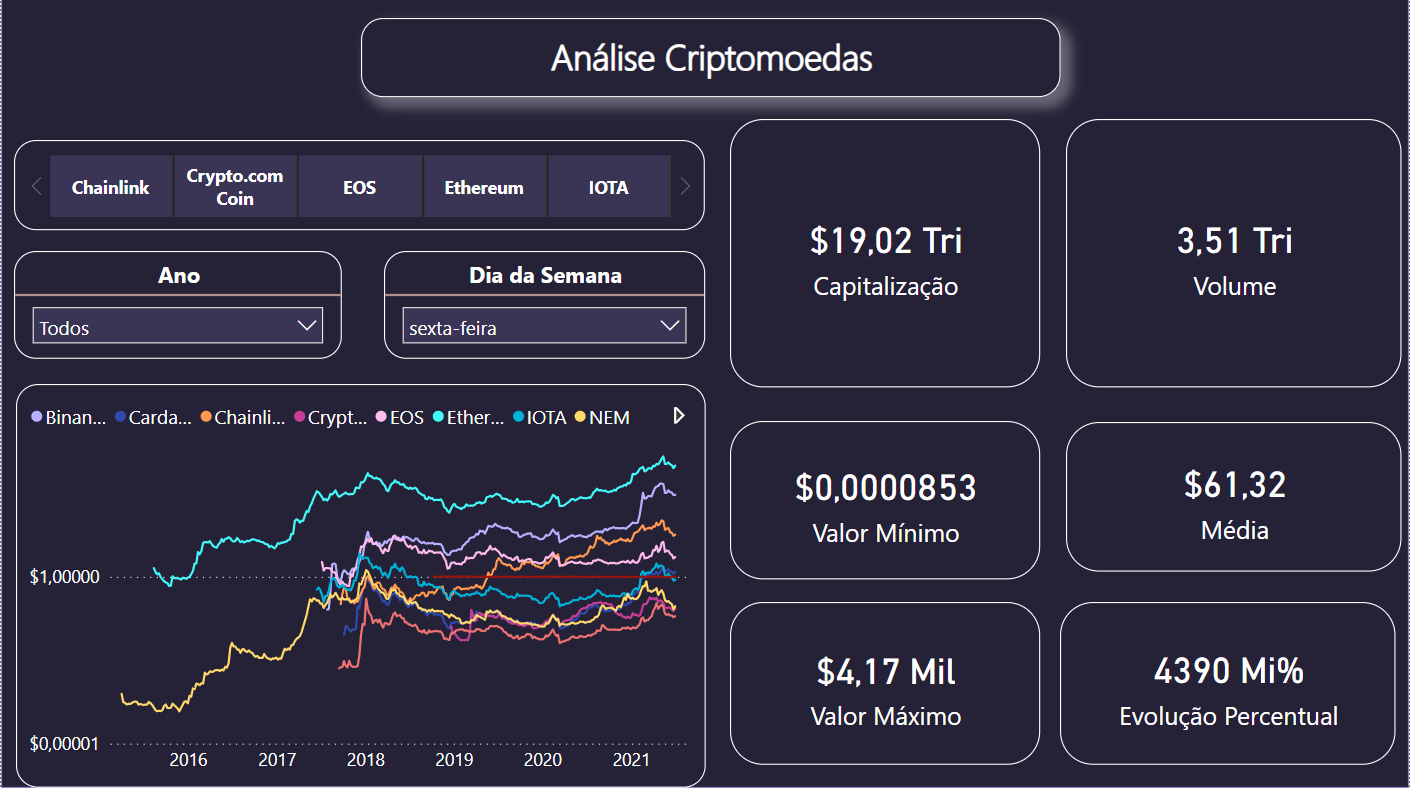 Análise Criptomoedas
Chainlink
Crypto.com
Coin
EOS
Ethereum
IOTA
Ano
Todos
Dia da Semana
sexta-feira
Binan...
Carda...
Chainli...
Crypt...
EOS
Ether...
IOTA
NEM
$1,00000
$0,00001
2016
2017
2018
2019
2020
2021
$19,02 Tri
Capitalização
3,51 Tri
Volume
$0,0000853
Valor Mínimo
$61,32
Média
$4,17 Mil
Valor Máximo
4390 Mi%
Evolução Percentual